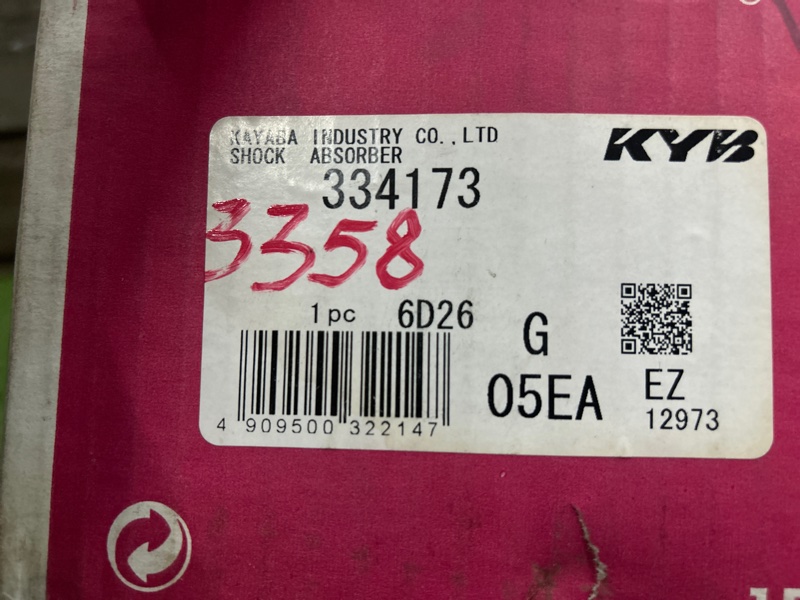 KAYABA INDUSTRY CO.,LTD
SHOCK ABSORBER
KYB
334173
3358
1pc 6D26
G
05EA
EZ
12973
4 909500 322147